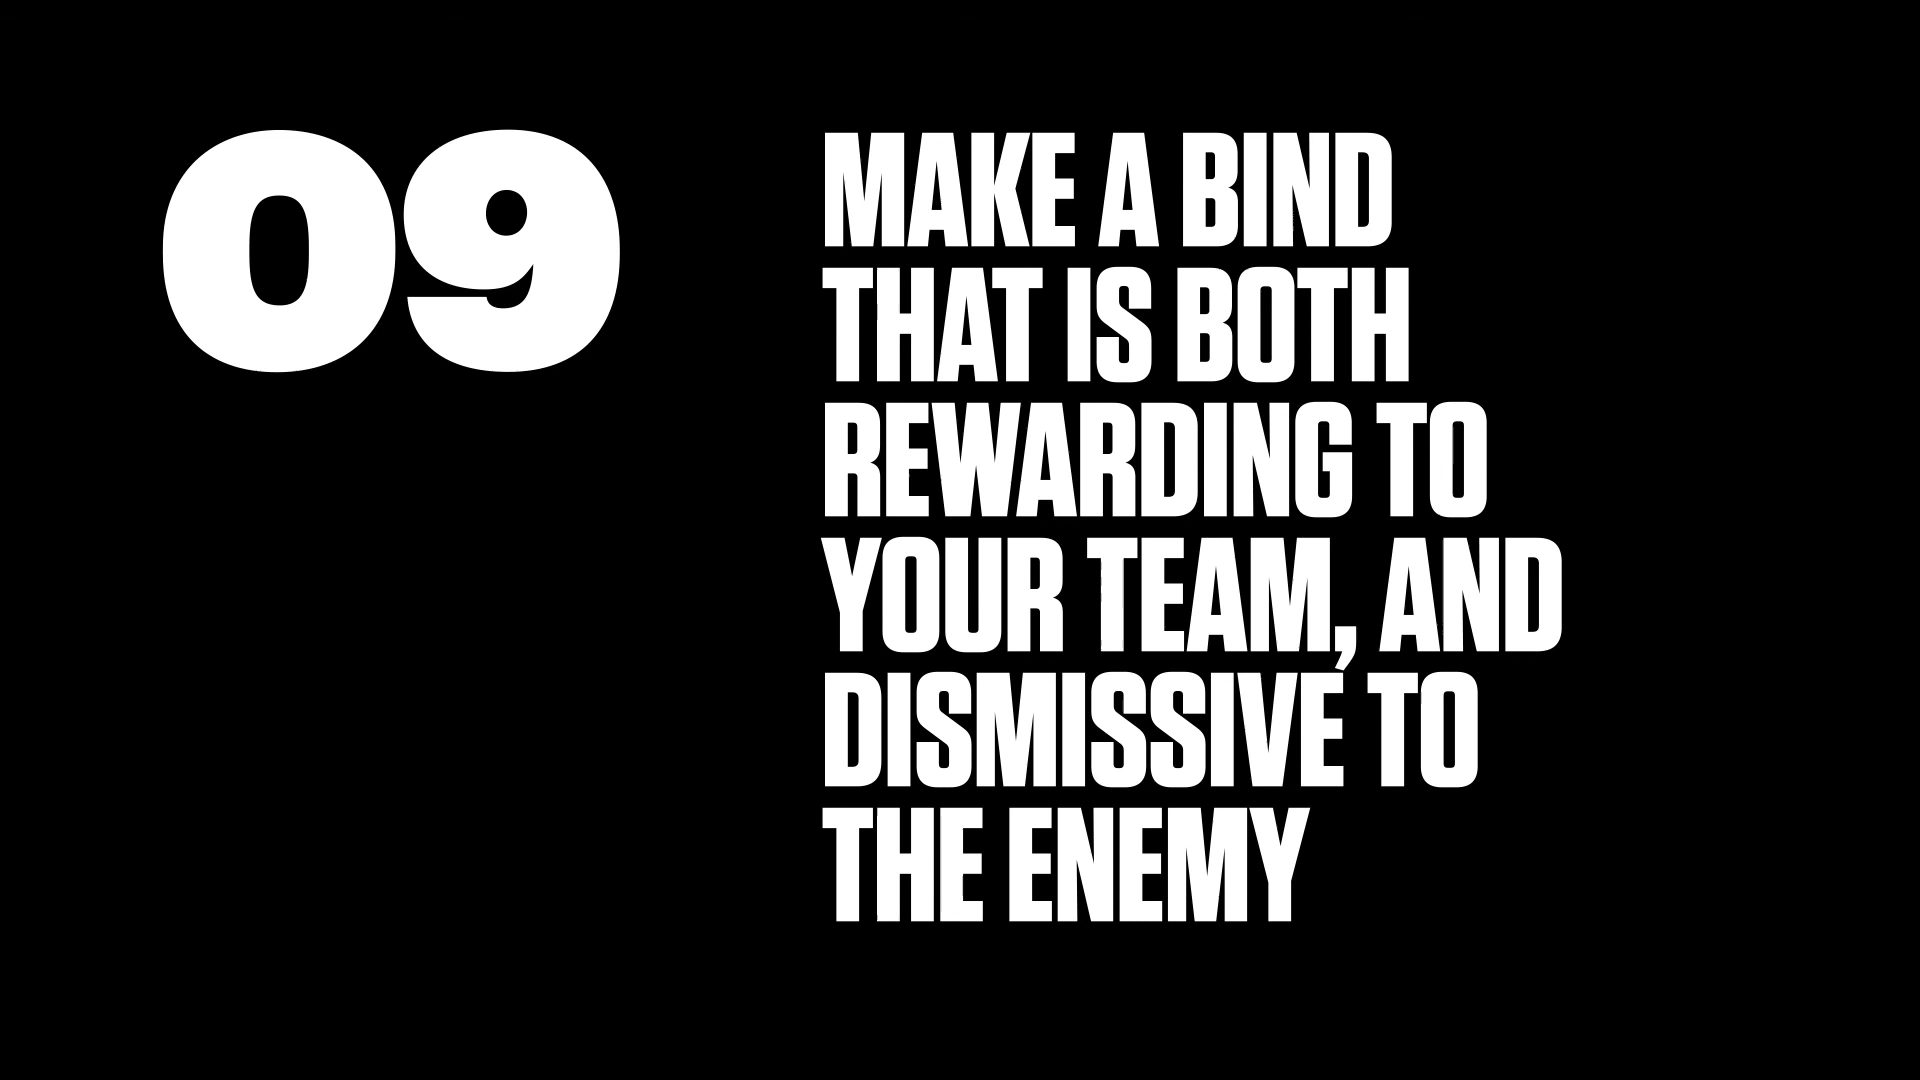 09
MAKE A BIND
THAT IS BOTH
REWARDING TO
YOUR TEAM, AND
DISMISSIVE TO
THE ENEMY